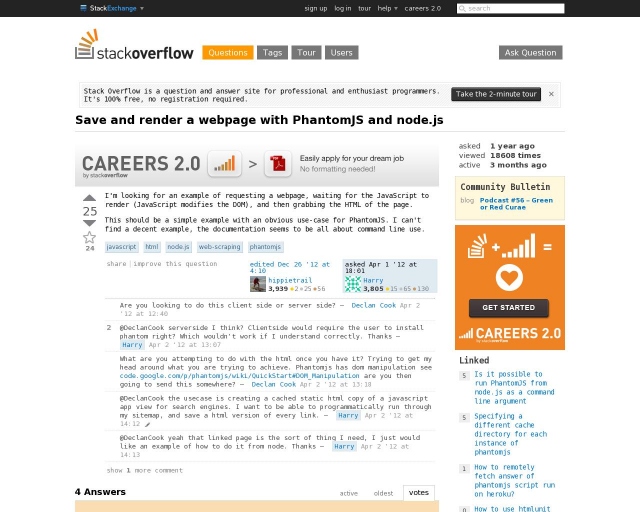 StackExchange
sign up log in tour help careers 2.0 search
stackoverflow
Questions Tags Tour Users Ask Question
Stack Overflow is a question and answer site for professional and enthusiast programmers.
It's 100% free, no registration required.
Take the 2-minute tour ×
Save and render a webpage with PhantomJS and node.js
CAREERS 2.0
by stackoverflow
>
Easily apply for your dream job
No formatting needed!
25
24
I'm looking for an example of requesting a webpage, waiting for the JavaScript to
render (JavaScript modifies the DOM), and then grabbing the HTML of the page.
This should be a simple example with an obvious use-case for PhantomJS. I can't
find a decent example, the documentation seems to be all about command line use.
javascript html node.js web-scraping phantomjs
share improve this question
edited Dec 26 '12 at
4:10
hippietrail
3,939 2 25 56
asked Apr 1 '12 at
18:01
Harry
3,805 15 65 130
Are you looking to do this client side or server side? – Declan Cook Apr 2
'12 at 12:40
2 @DeclanCook serverside I think? Clientside would require the user to install
phantom right? Which wouldn't work if I understand correctly. Thanks –
Harry Apr 2 '12 at 13:07
What are you attempting to do with the html once you have it? Trying to get my
head around what you are trying to achieve. Phantomjs has dom manipulation see
code.google.com/p/phantomjs/wiki/QuickStart#DOM_Manipulation are you then
going to send this somewhere? – Declan Cook Apr 2 '12 at 13:10
@DeclanCook the usecase is creating a cached static html copy of a javascript
app view for search engines. I want to be able to programmatically run through
my sitemap, and save a html version of every link. – Harry Apr 2 '12 at
14:12
@DeclanCook yeah that linked page is the sort of thing I need, I just would
like an example of how to do it from node. Thanks – Harry Apr 2 '12 at
14:13
show 1 more comment
4 Answers
active oldest votes
asked 1 year ago
viewed 18608 times
active 3 months ago
Community Bulletin
blog Podcast #56 – Green
or Red Curae
+ =
GET STARTED
CAREERS 2.0
by stackoverflow
Linked
5 Is it possible to
run PhantomJS from
node.js as a command
line argument
5 Specifying a
different cache
directory for each
instance of
phantomjs
1 How to remotely
fetch answer of
phantomjs script run
on heroku?
0 How to use htmlunit